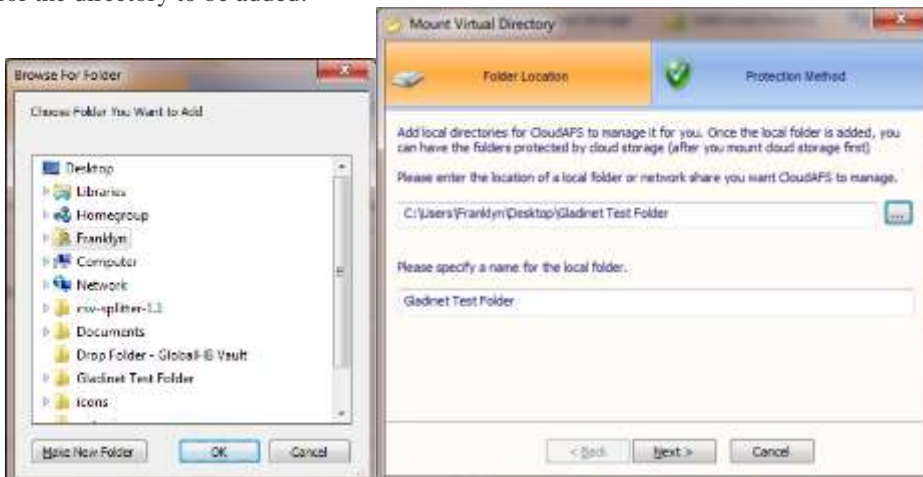 for the directory to be added.
Browse For Folder
Choose Folder You Want to Add
Desktop
Libraries
Homegroup
Franklyn
Computer
Network
csv-splitter-1.1
Documents
Drop Folder - Global-IB Vault
Gladinet Test Folder
icons
Make New Folder
OK
Cancel
Mount Virtual Directory
Folder Location
Protection Method
Add local directories for CloudAFS to manage it for you. Once the local folder is added, you
can have the folders protected by cloud storage (after you mount cloud storage first)
Please enter the location of a local folder or network share you want CloudAFS to manage.
C:\Users\Franklyn\Desktop\Gladinet Test Folder
...
Please specify a name for the local folder.
Gladinet Test Folder
< Back
Next >
Cancel